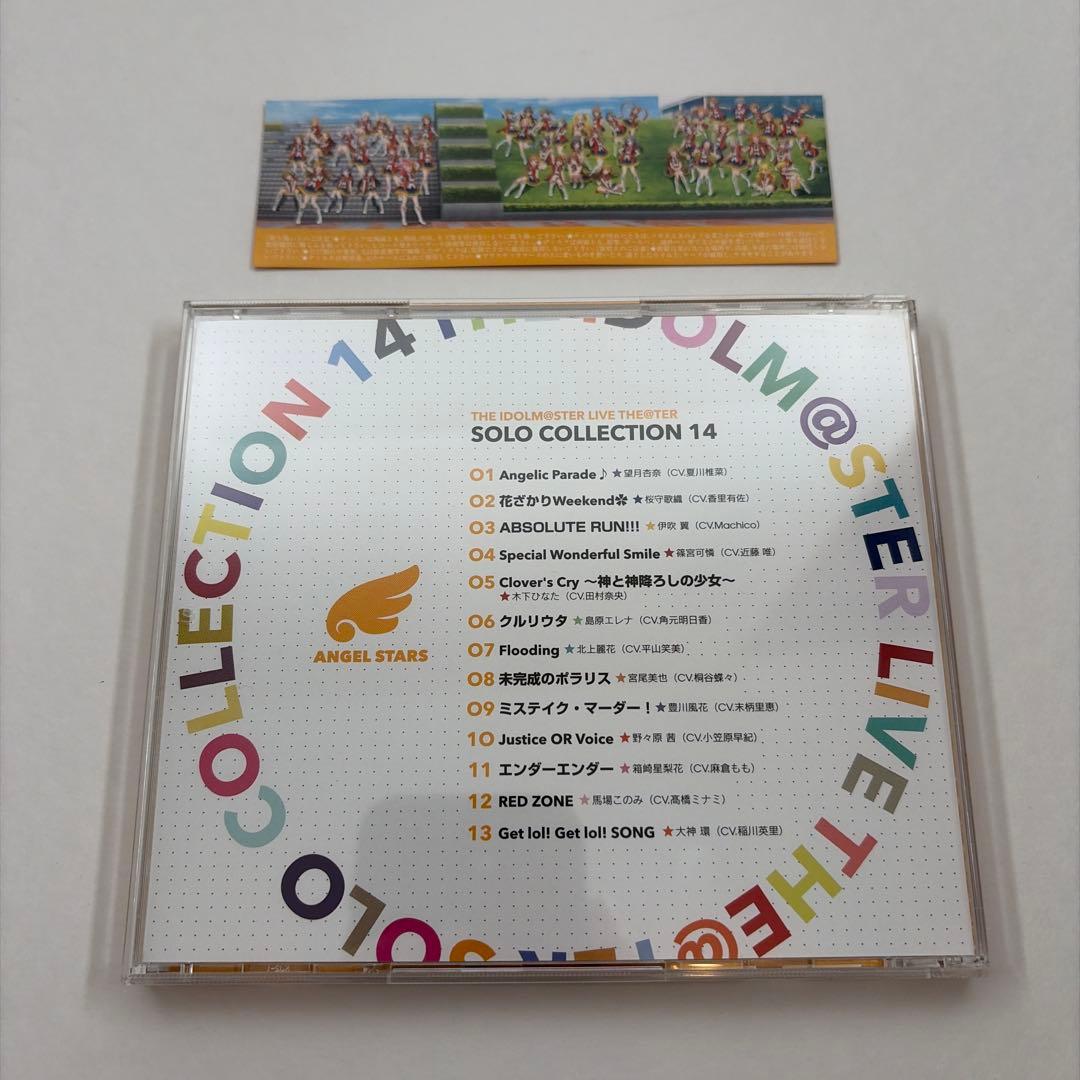 THE IDOLM@STER LIVE THE@TER
SOLO COLLECTION 14
01 Angelic Parade♪ ★望月杏奈（CV.夏川椎菜）
02 花ざかりWeekend✿ ★桜守歌織（CV.香里有佐）
03 ABSOLUTE RUN!!! ★伊吹 翼（CV.Machico）
04 Special Wonderful Smile ★篠宮可憐（CV.近藤 唯）
05 Clover's Cry ～神と神降ろしの少女～
★木下ひなた（CV.田村奈央）
06 クルリウタ ★島原エレナ（CV.角元明日香）
07 Flooding ★北上麗花（CV.平山笑美）
08 未完成のポラリス ★宮尾美也（CV.桐谷蝶々）
09 ミステイク・マーダー！ ★豊川風花（CV.末柄里恵）
10 Justice OR Voice ★野々原 茜（CV.小笠原早紀）
11 エンダーエンダー ★箱崎星梨花（CV.麻倉もも）
12 RED ZONE ★馬場このみ（CV.髙橋ミナミ）
13 Get lol! Get lol! SONG ★大神 環（CV.稲川英里）
ANGEL STARS
THE IDOLM@STER LIVE THE@TER SOLO COLLECTION 14